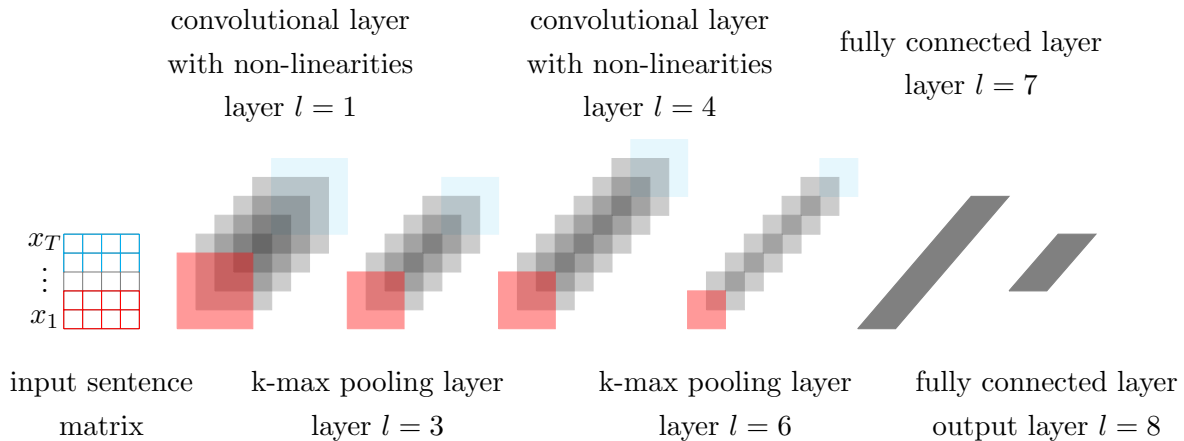 convolutional layer
with non-linearities
layer l = 1
convolutional layer
with non-linearities
layer l = 4
fully connected layer
layer l = 7
x_T
⋮
x_1
input sentence
matrix
k-max pooling layer
layer l = 3
k-max pooling layer
layer l = 6
fully connected layer
output layer l = 8